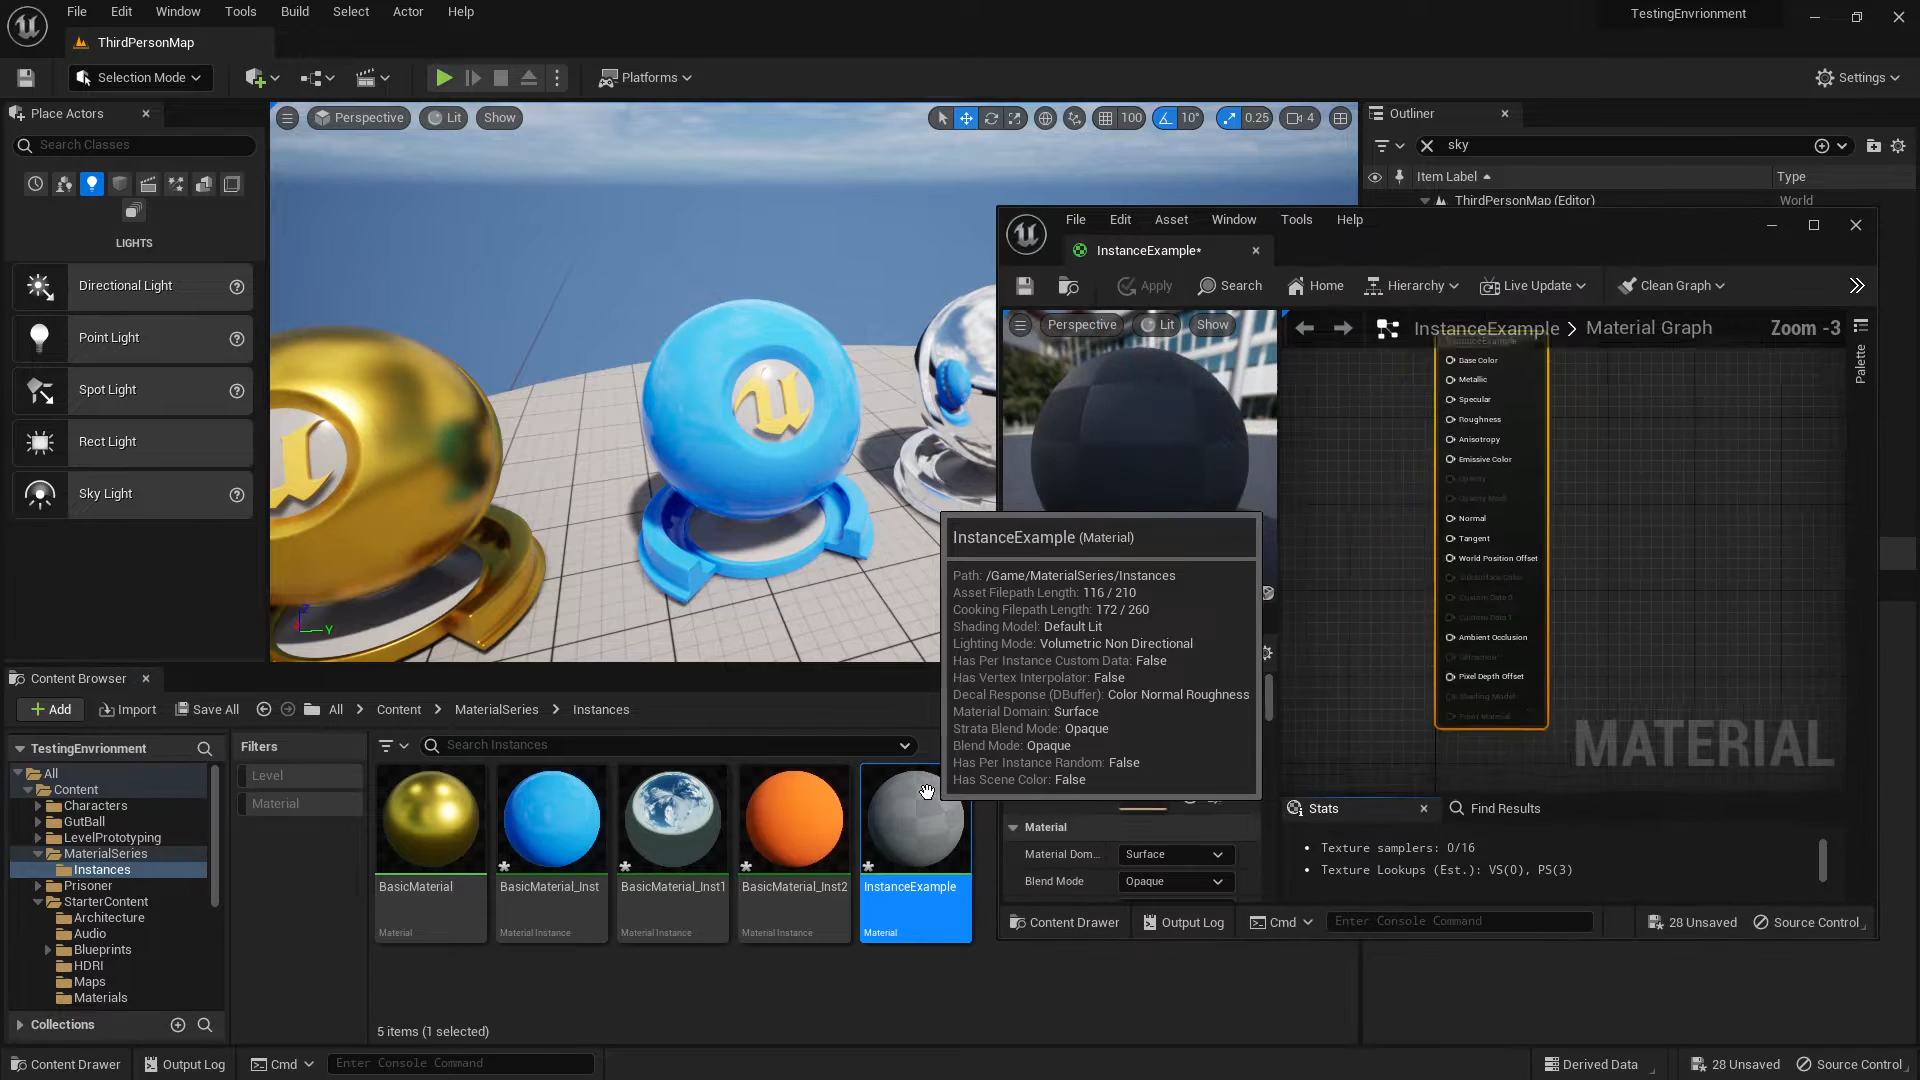 File Edit Window Tools Build Select Actor Help
TestingEnvrionment
ThirdPersonMap
Selection Mode
Platforms
Settings
Place Actors
Search Classes
LIGHTS
Directional Light
Point Light
Spot Light
Rect Light
Sky Light
Perspective Lit Show
100 10° 0.25 4
Z
Y
Outliner
sky
Item Label Type
ThirdPersonMap (Editor) World
File Edit Asset Window Tools Help
InstanceExample*
Apply Search Home Hierarchy Live Update Clean Graph
Perspective Lit Show
InstanceExample > Material Graph Zoom -3
Palette
InstanceExample
Base Color
Metallic
Specular
Roughness
Anisotropy
Emissive Color
Opacity
Opacity Mask
Normal
Tangent
World Position Offset
Subsurface Color
Custom Data 0
Custom Data 1
Ambient Occlusion
Refraction
Pixel Depth Offset
Shading Model
Front Material
MATERIAL
InstanceExample (Material)
Path: /Game/MaterialSeries/Instances
Asset Filepath Length: 116 / 210
Cooking Filepath Length: 172 / 260
Shading Model: Default Lit
Lighting Mode: Volumetric Non Directional
Has Per Instance Custom Data: False
Has Vertex Interpolator: False
Decal Response (DBuffer): Color Normal Roughness
Material Domain: Surface
Strata Blend Mode: Opaque
Blend Mode: Opaque
Has Per Instance Random: False
Has Scene Color: False
Material
Material Dom... Surface
Blend Mode Opaque
Stats
Find Results
• Texture samplers: 0/16
• Texture Lookups (Est.): VS(0), PS(3)
Content Drawer Output Log Cmd Enter Console Command 28 Unsaved Source Control
Content Browser
Add Import Save All All > Content > MaterialSeries > Instances
TestingEnvrionment
All
Content
Characters
GutBall
LevelPrototyping
MaterialSeries
Instances
Prisoner
StarterContent
Architecture
Audio
Blueprints
HDRI
Maps
Materials
Collections
Filters
Level
Material
Search Instances
BasicMaterial
Material
BasicMaterial_Inst
Material Instance
BasicMaterial_Inst1
Material Instance
BasicMaterial_Inst2
Material Instance
InstanceExample
Material
5 items (1 selected)
Content Drawer Output Log Cmd Enter Console Command Derived Data 28 Unsaved Source Control